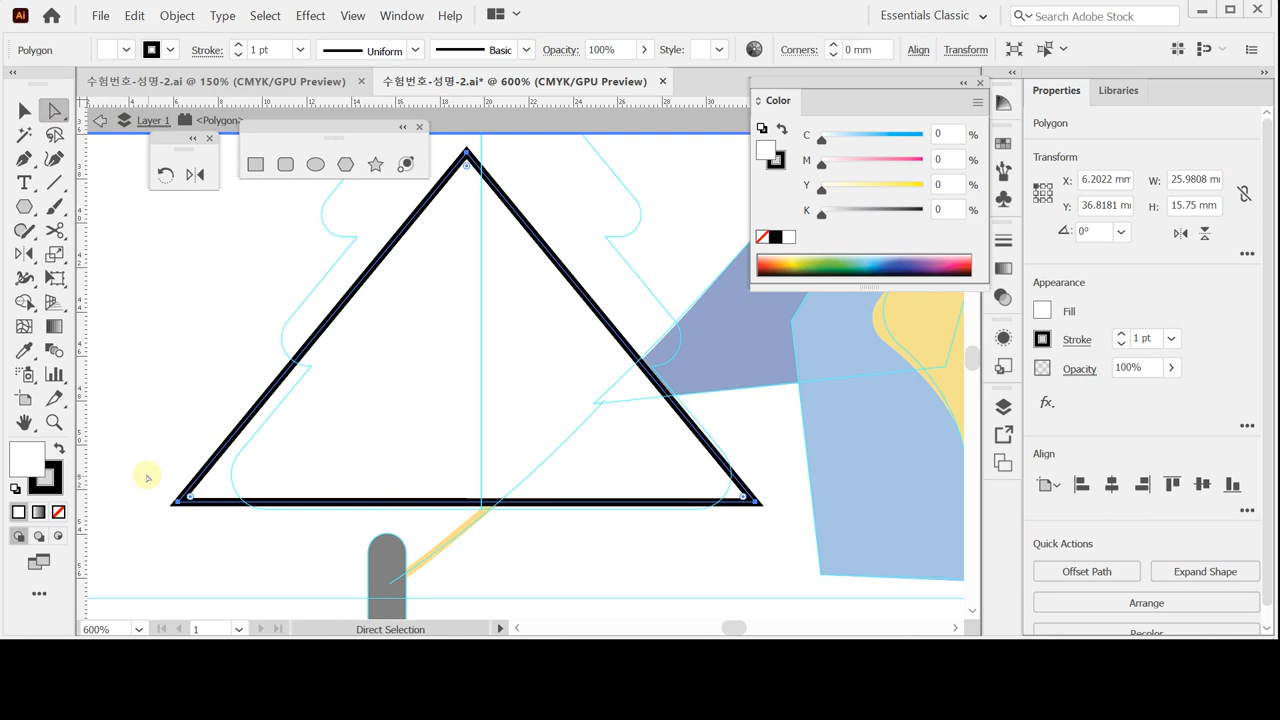 Ai File Edit Object Type Select Effect View Window Help Essentials Classic Search Adobe Stock
Polygon Stroke: 1 pt Uniform Basic Opacity: 100% Style: Corners: 0 mm Align Transform
수험번호-성명-2.ai @ 150% (CMYK/GPU Preview) 수험번호-성명-2.ai* @ 600% (CMYK/GPU Preview)
Layer 1 <Polygon>
Color
C 0 %
M 0 %
Y 0 %
K 0 %
Properties Libraries
Polygon
Transform
X: 6.2022 mm W: 25.9808 m
Y: 36.8181 m H: 15.75 mm
0°
Appearance
Fill
Stroke 1 pt
Opacity 100%
fx.
Align
Quick Actions
Offset Path Expand Shape
Arrange
Recolor
600% 1 Direct Selection